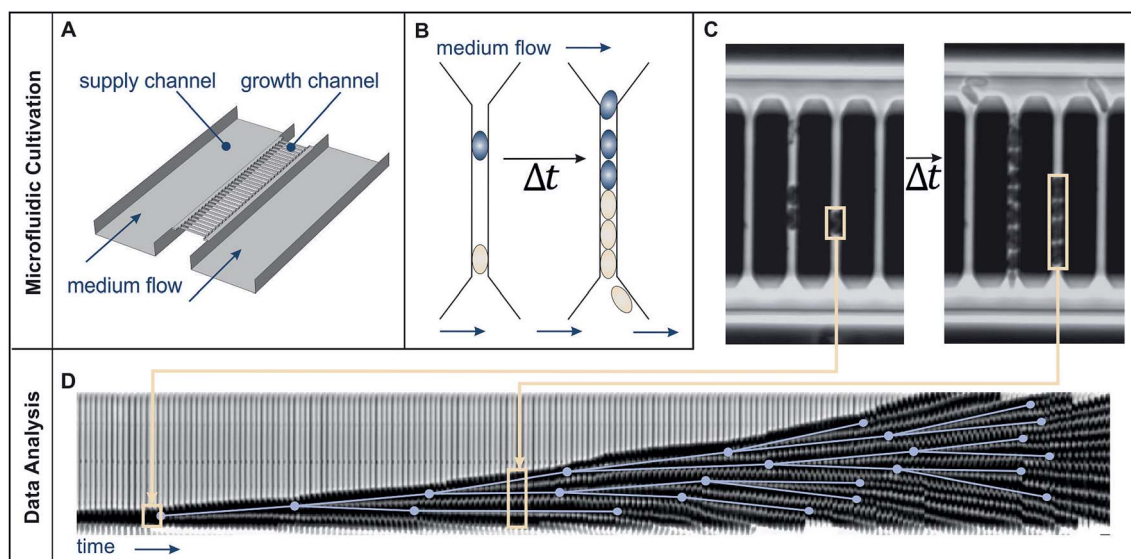 Microfluidic Cultivation
A
supply channel
growth channel
medium flow
B
medium flow
Δt
C
Δt
Data Analysis
D
time